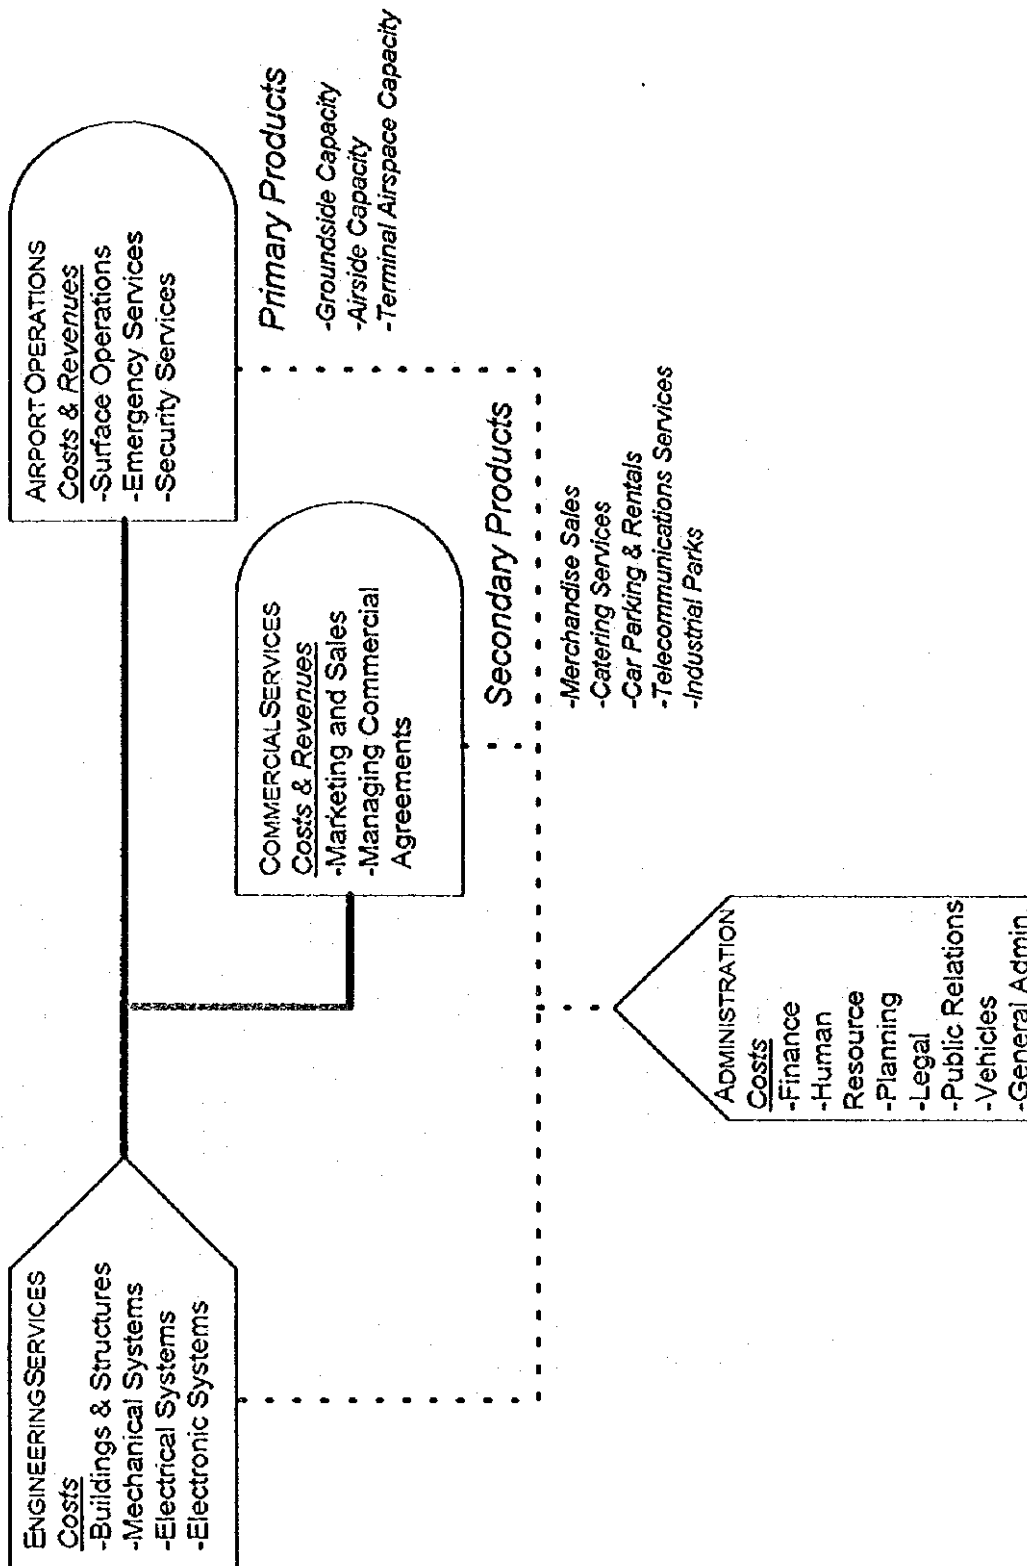 ENGINEERING SERVICES
Costs
-Buildings & Structures
-Mechanical Systems
-Electrical Systems
-Electronic Systems
AIRPORT OPERATIONS
Costs & Revenues
-Surface Operations
-Emergency Services
-Security Services
Primary Products
-Groundside Capacity
-Airside Capacity
-Terminal Airspace Capacity
COMMERCIAL SERVICES
Costs & Revenues
-Marketing and Sales
-Managing Commercial
Agreements
Secondary Products
-Merchandise Sales
-Catering Services
-Car Parking & Rentals
-Telecommunications Services
-Industrial Parks
ADMINISTRATION
Costs
-Finance
-Human
Resource
-Planning
-Legal
-Public Relations
-Vehicles
-General Admin